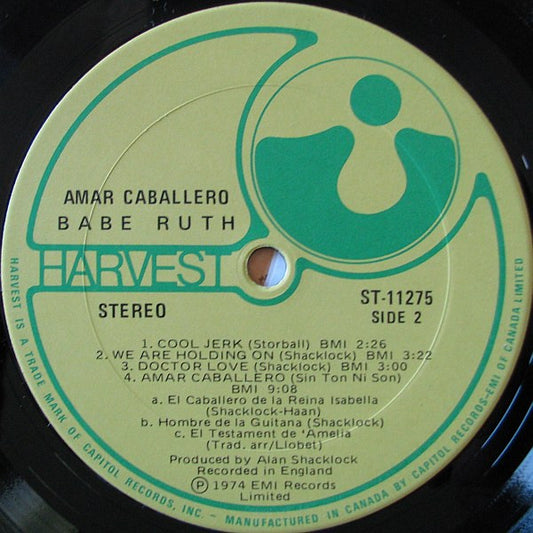 AMAR CABALLERO
BABE RUTH
HARVEST
STEREO
ST-11275
SIDE 2
1. COOL JERK (Storball) BMI 2:26
2. WE ARE HOLDING ON (Shacklock) BMI 3:22
3. DOCTOR LOVE (Shacklock) BMI 3:00
4. AMAR CABALLERO (Sin Ton Ni Son)
BMI 9:08
a. El Caballero de la Reina Isabella
(Shacklock-Haan)
b. Hombre de la Guitana (Shacklock)
c. El Testament de 'Amelia
(Trad. arr/Llobet)
Produced by Alan Shacklock
Recorded in England
℗ 1974 EMI Records
Limited
HARVEST IS A TRADE MARK OF CAPITOL RECORDS, INC. – MANUFACTURED IN CANADA BY CAPITOL RECORDS-EMI OF CANADA LIMITED